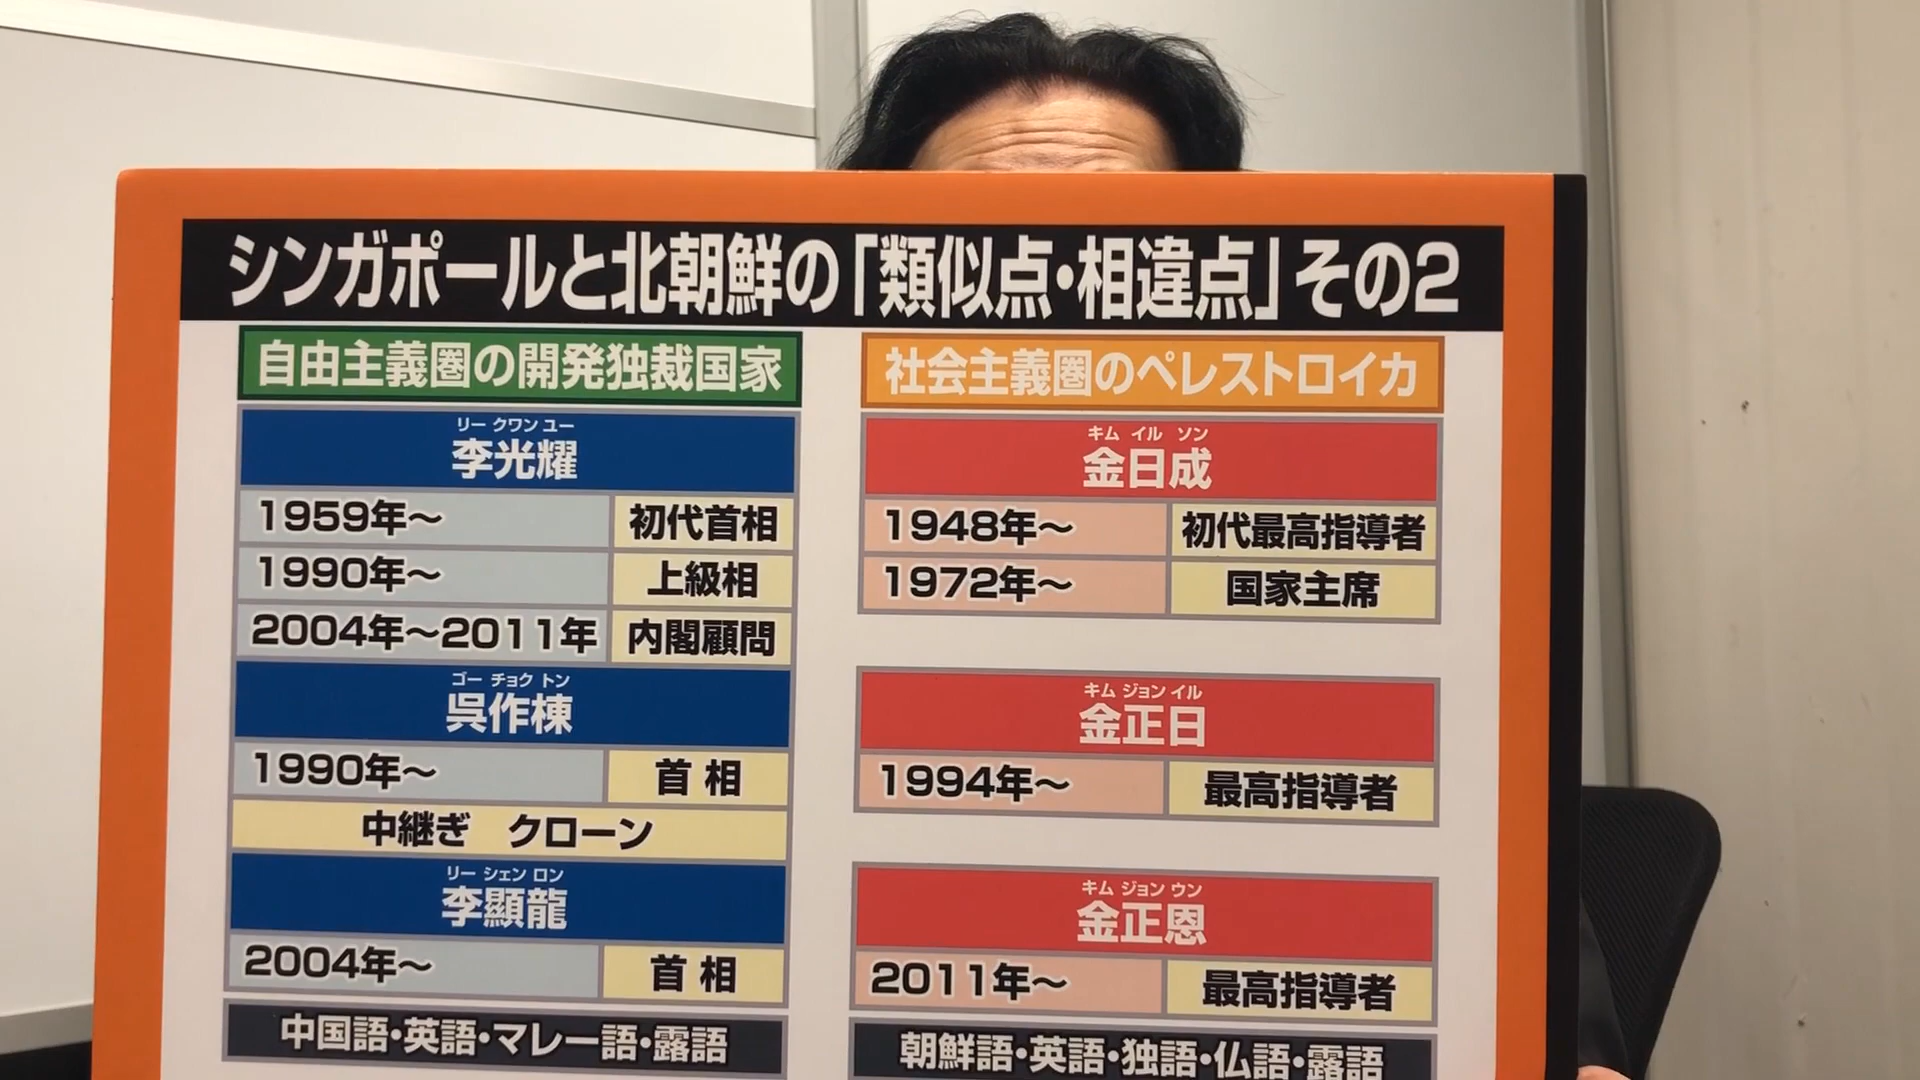 シンガポールと北朝鮮の「類似点・相違点」その2
自由主義圏の開発独裁国家
リー クワン ユー
李光耀
1959年～ 初代首相
1990年～ 上級相
2004年～2011年 内閣顧問
ゴー チョク トン
呉作棟
1990年～ 首相
中継ぎ クローン
リー シェン ロン
李顯龍
2004年～ 首相
中国語・英語・マレー語・露語
社会主義圏のペレストロイカ
キム イル ソン
金日成
1948年～ 初代最高指導者
1972年～ 国家主席
キム ジョン イル
金正日
1994年～ 最高指導者
キム ジョン ウン
金正恩
2011年～ 最高指導者
朝鮮語・英語・独語・仏語・露語